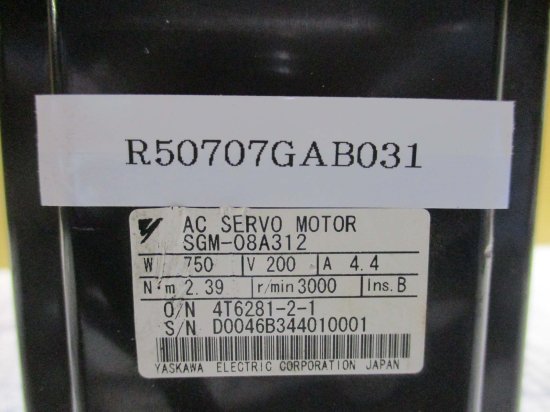 R50707GAB031
AC SERVO MOTOR
SGM-08A312
W 750 V 200 A 4.4
N·m 2.39 r/min 3000 Ins. B
O/N 4T6281-2-1
S/N D0046B344010001
YASKAWA ELECTRIC CORPORATION JAPAN